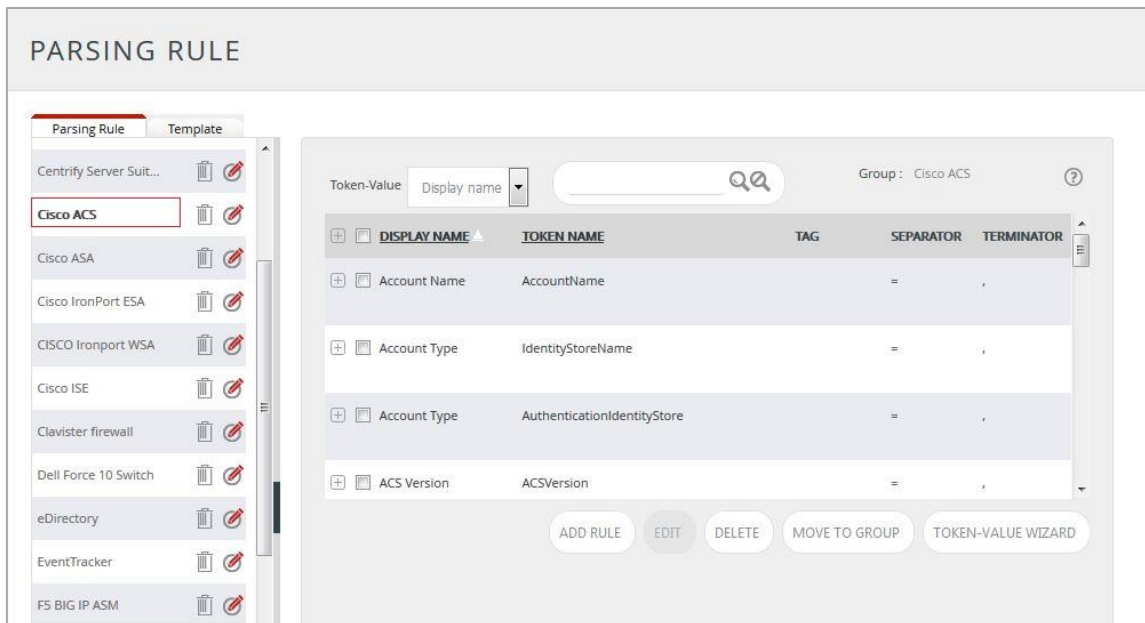 PARSING RULE
Parsing Rule Template
Centrify Server Suit...
Cisco ACS
Cisco ASA
Cisco IronPort ESA
CISCO Ironport WSA
Cisco ISE
Clavister firewall
Dell Force 10 Switch
eDirectory
EventTracker
F5 BIG IP ASM
Token-Value Display name Group : Cisco ACS ?
DISPLAY NAME TOKEN NAME TAG SEPARATOR TERMINATOR
Account Name AccountName = ,
Account Type IdentityStoreName = ,
Account Type AuthenticationIdentityStore = ,
ACS Version ACSVersion = ,
ADD RULE EDIT DELETE MOVE TO GROUP TOKEN-VALUE WIZARD